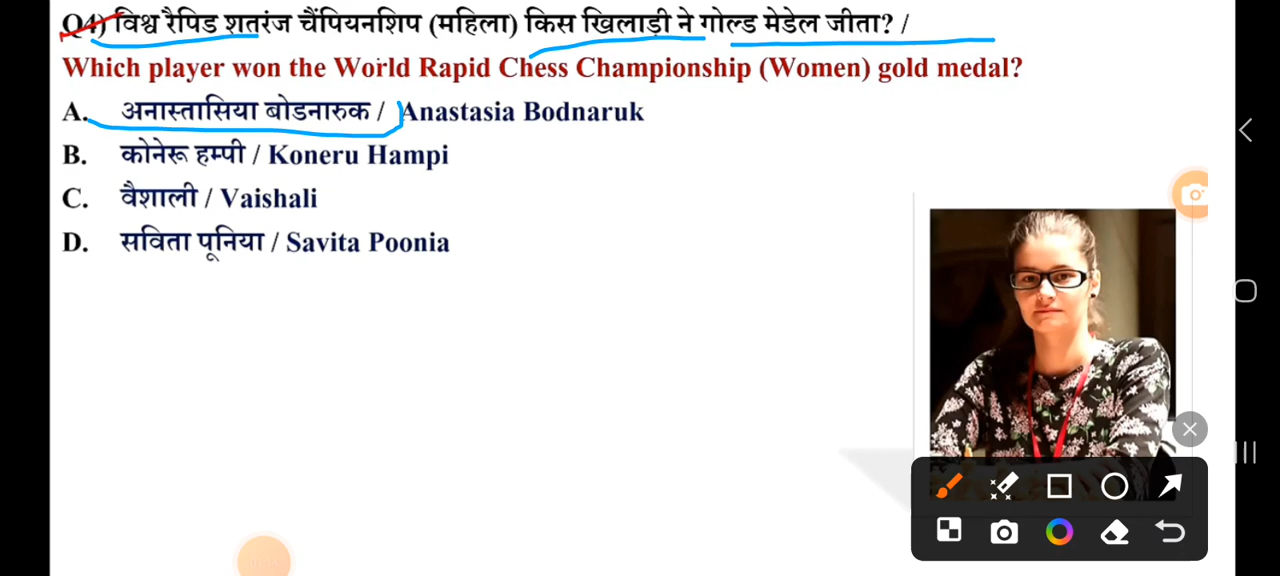 Q4) विश्व रैपिड शतरंज चैंपियनशिप (महिला) किस खिलाड़ी ने गोल्ड मेडेल जीता? /
Which player won the World Rapid Chess Championship (Women) gold medal?
A. अनास्तासिया बोडनारुक / Anastasia Bodnaruk
B. कोनेरू हम्पी / Koneru Hampi
C. वैशाली / Vaishali
D. सविता पूनिया / Savita Poonia